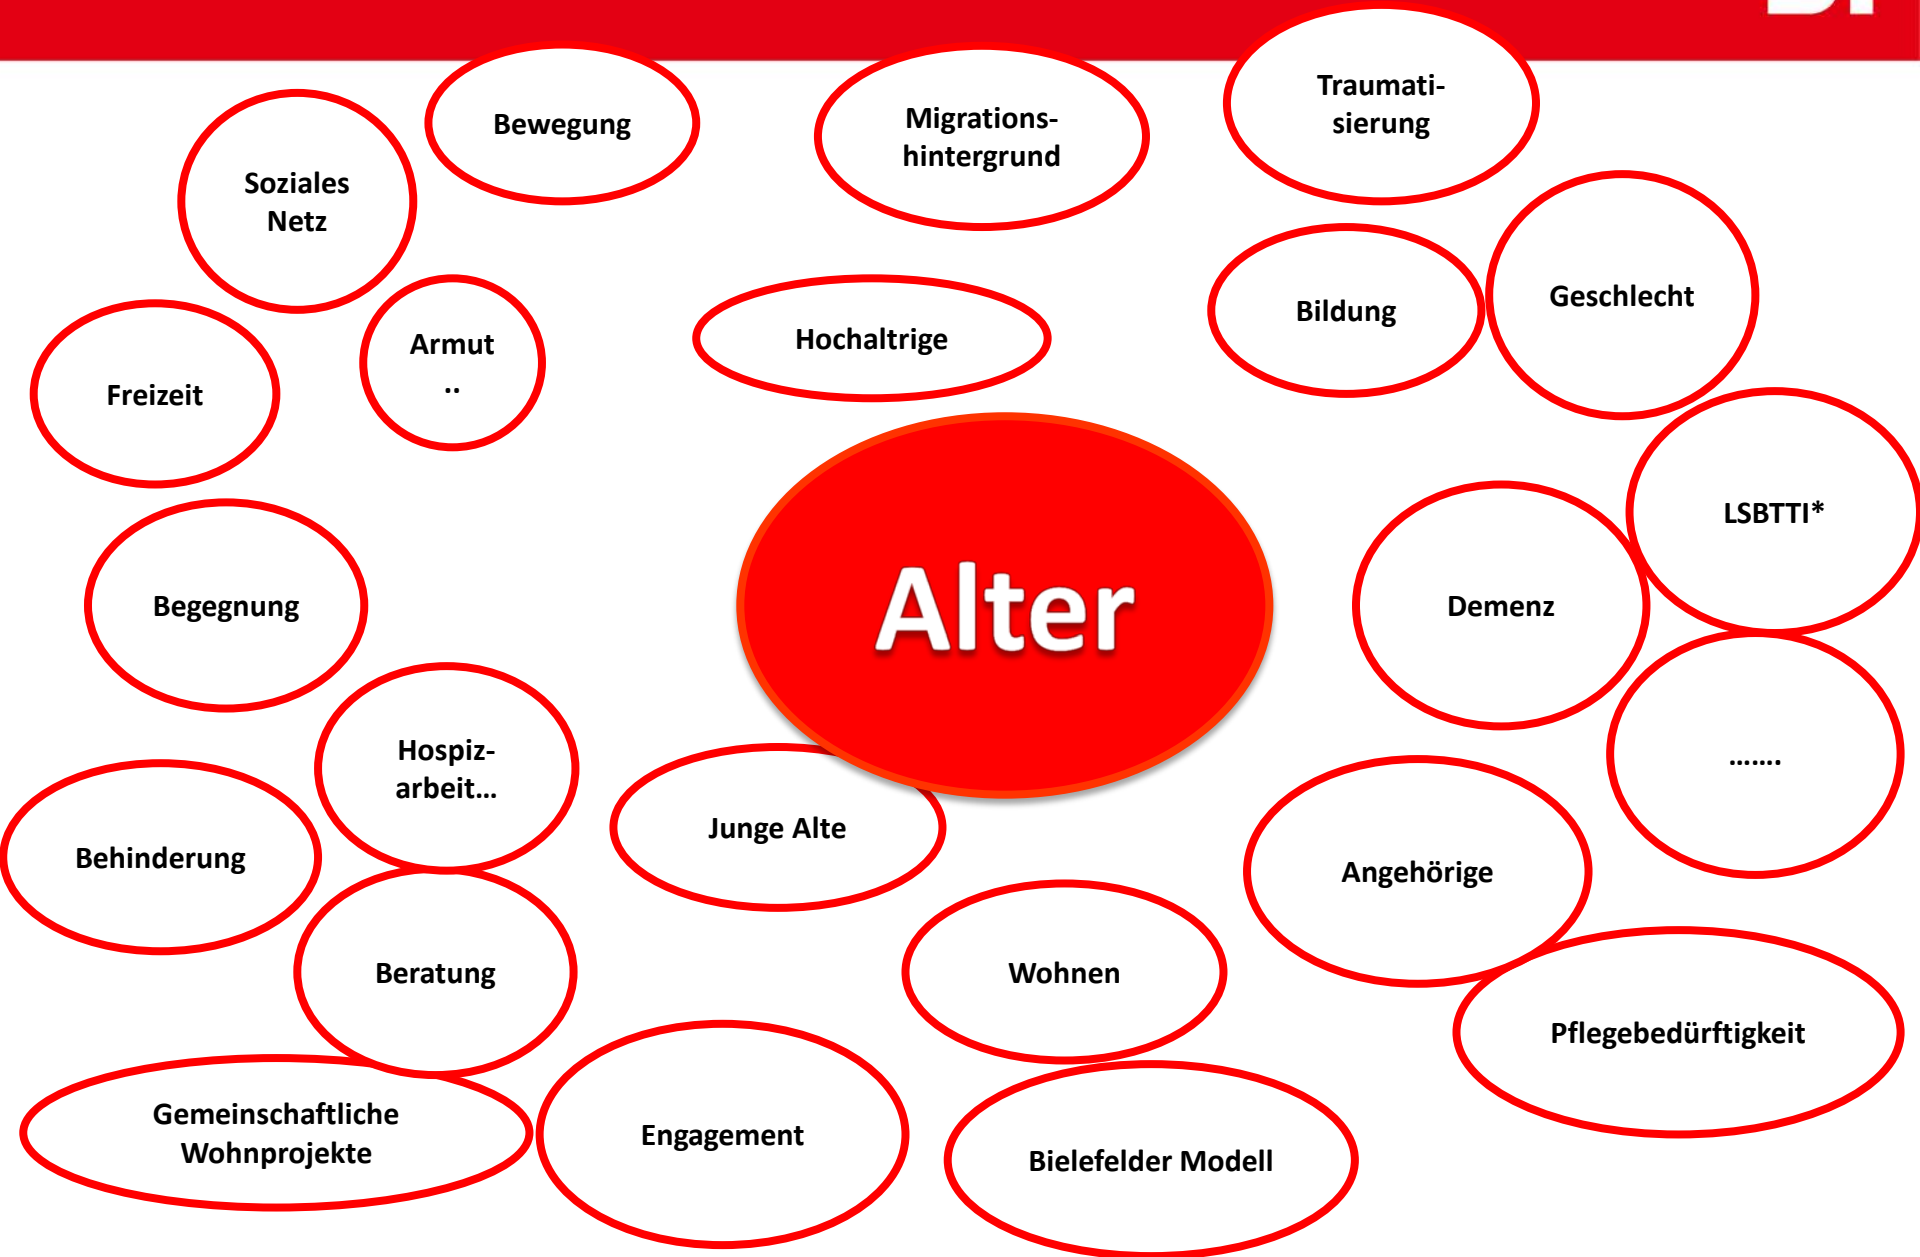 Bewegung
Migrations-
hintergrund
Traumati-
sierung
Soziales
Netz
Bildung
Geschlecht
Armut
..
Hochaltrige
Freizeit
LSBTTI*
Alter
Begegnung
Demenz
Hospiz-
arbeit...
.......
Junge Alte
Behinderung
Angehörige
Beratung
Wohnen
Pflegebedürftigkeit
Gemeinschaftliche
Wohnprojekte
Engagement
Bielefelder Modell